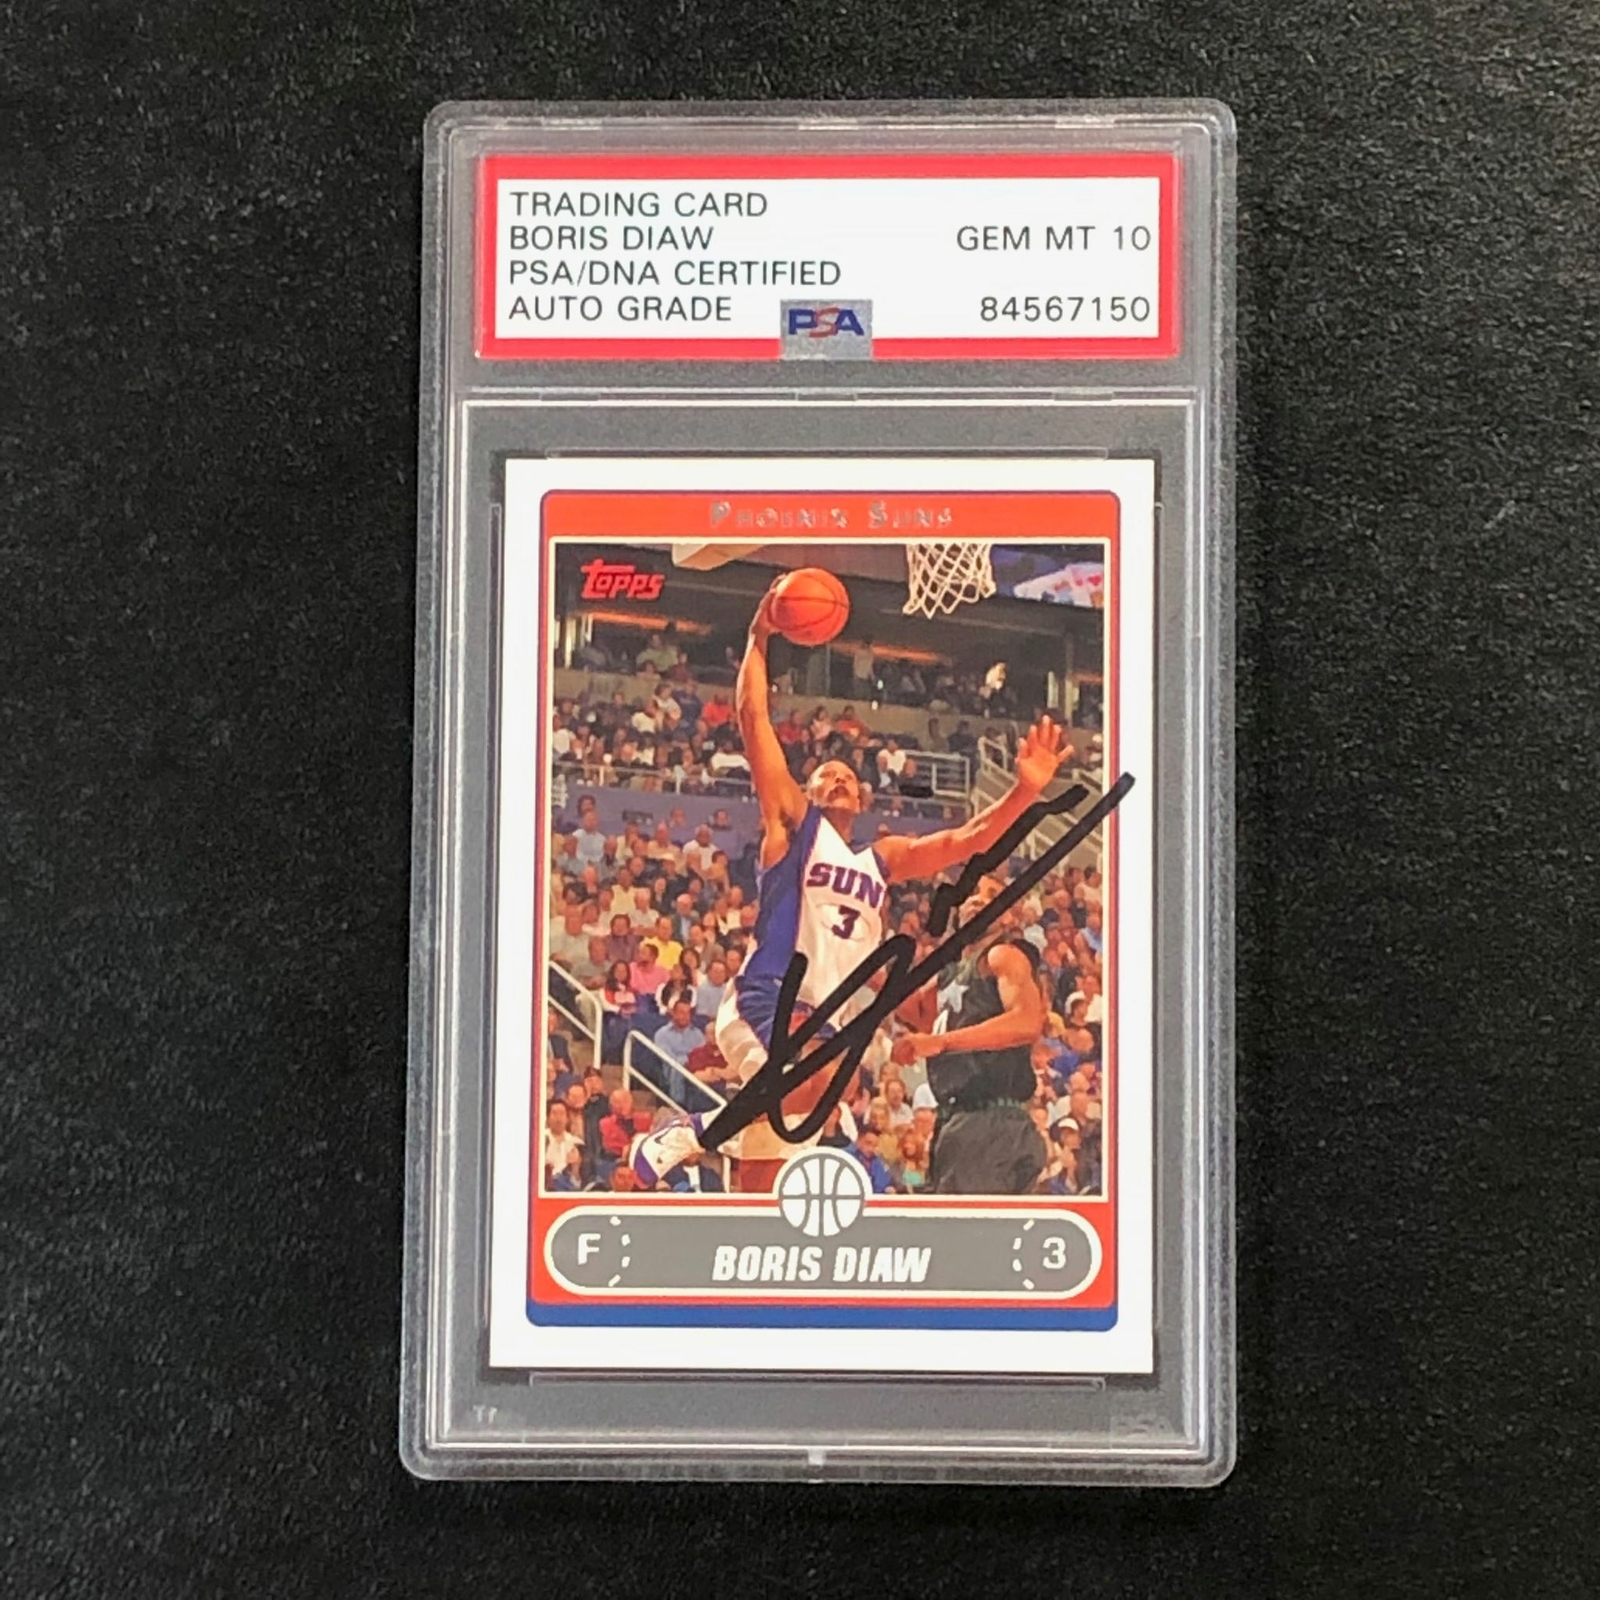 TRADING CARD
BORIS DIAW GEM MT 10
PSA/DNA CERTIFIED
AUTO GRADE PSA 84567150
PHOENIX SUNS
topps
SUN
3
F BORIS DIAW 3